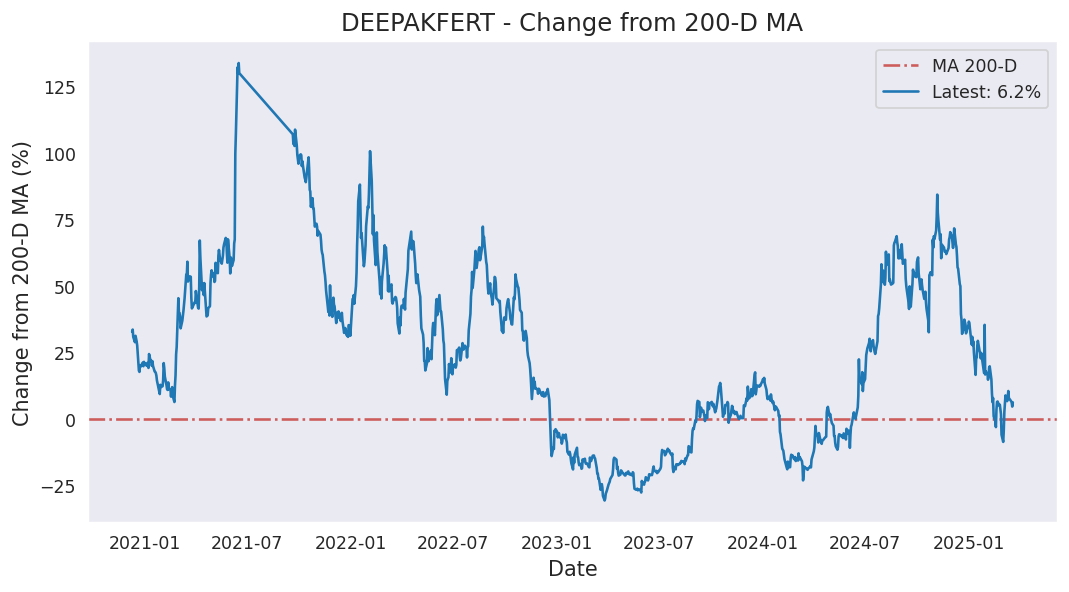 DEEPAKFERT - Change from 200-D MA
MA 200-D
Latest: 6.2%
Change from 200-D MA (%)
125
100
75
50
25
0
−25
2021-01 2021-07 2022-01 2022-07 2023-01 2023-07 2024-01 2024-07 2025-01
Date